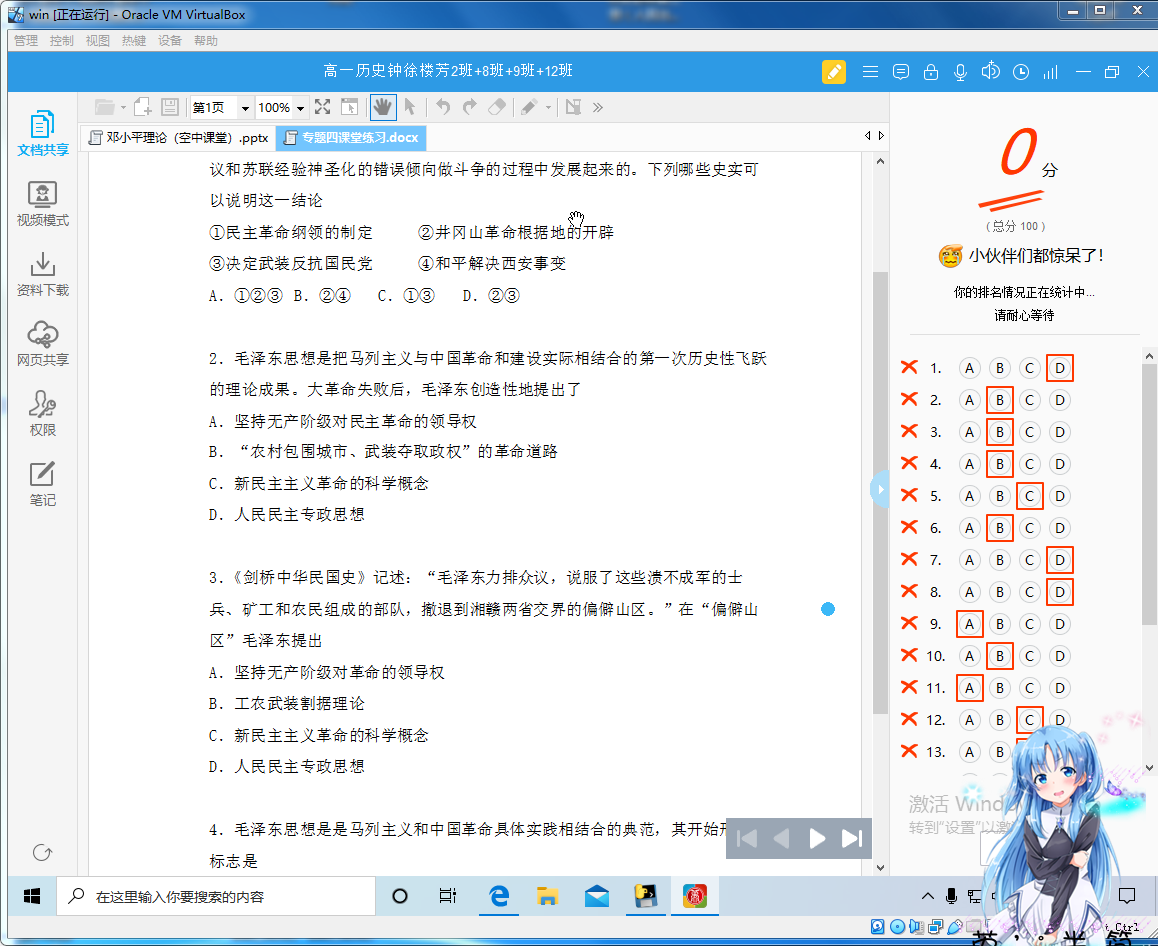 win [正在运行] - Oracle VM VirtualBox
管理 控制 视图 热键 设备 帮助
高一历史钟徐楼芳2班+8班+9班+12班
第1页 100%
邓小平理论（空中课堂）.pptx 专题四课堂练习.docx
文档共享
视频模式
资料下载
网页共享
权限
笔记
议和苏联经验神圣化的错误倾向做斗争的过程中发展起来的。下列哪些史实可
以说明这一结论
①民主革命纲领的制定 ②井冈山革命根据地的开辟
③决定武装反抗国民党 ④和平解决西安事变
A. ①②③ B. ②④ C. ①③ D. ②③
2. 毛泽东思想是把马列主义与中国革命和建设实际相结合的第一次历史性飞跃
的理论成果。大革命失败后，毛泽东创造性地提出了
A. 坚持无产阶级对民主革命的领导权
B. “农村包围城市、武装夺取政权”的革命道路
C. 新民主主义革命的科学概念
D. 人民民主专政思想
3.《剑桥中华民国史》记述：“毛泽东力排众议，说服了这些溃不成军的士
兵、矿工和农民组成的部队，撤退到湘赣两省交界的偏僻山区。”在“偏僻山
区”毛泽东提出
A. 坚持无产阶级对革命的领导权
B. 工农武装割据理论
C. 新民主主义革命的科学概念
D. 人民民主专政思想
4. 毛泽东思想是是马列主义和中国革命具体实践相结合的典范，其开始形
标志是
0 分
（ 总分 100 ）
小伙伴们都惊呆了！
你的排名情况正在统计中...
请耐心等待
1. A B C D
2. A B C D
3. A B C D
4. A B C D
5. A B C D
6. A B C D
7. A B C D
8. A B C D
9. A B C D
10. A B C D
11. A B C D
12. A B C D
13. A B
激活 Wind
转到“设置”以激
在这里输入你要搜索的内容
Ctrl